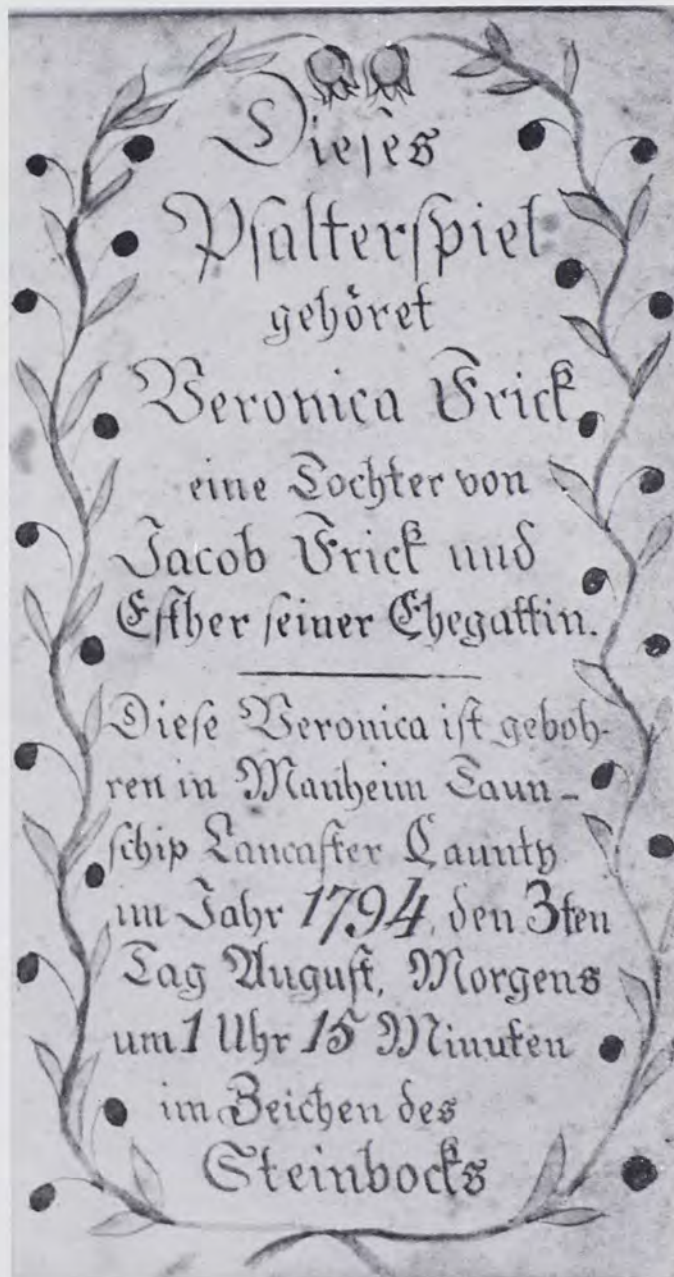 Dieses
Psalterspiel
gehöret
Veronica Frick
eine Tochter von
Jacob Frick und
Esther seiner Ehegattin.
Diese Veronica ist geboh-
ren in Manheim Taun-
schip Lancaster Caunty
im Jahr 1794, den 3ten
Tag August, Morgens
um 1 Uhr 15 Minuten
im Zeichen des
Steinbocks